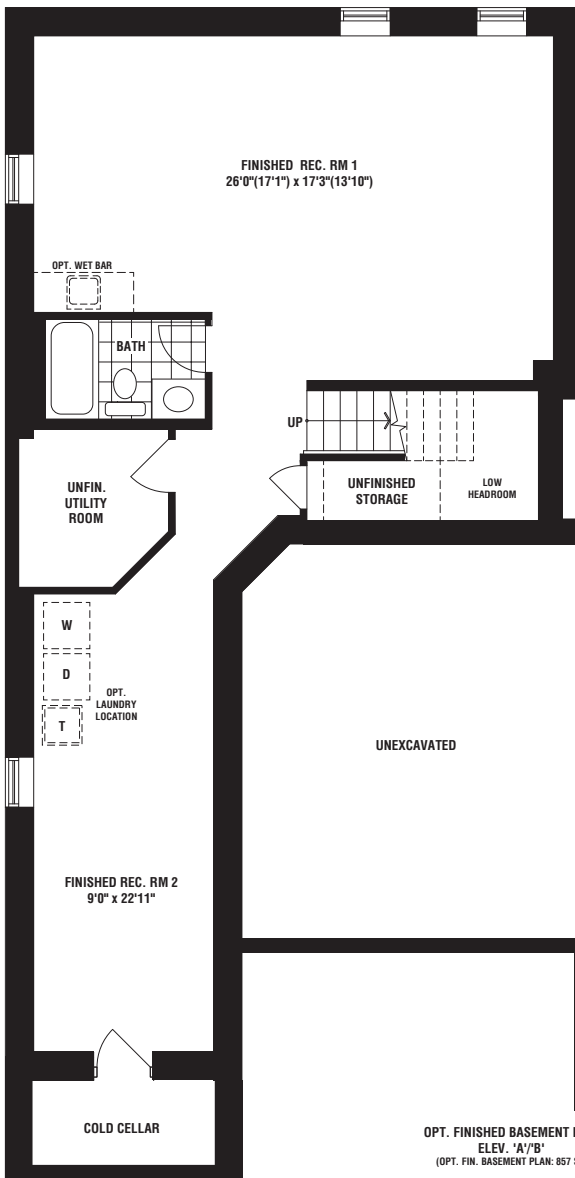 FINISHED REC. RM 1
26'0"(17'1") x 17'3"(13'10")
OPT. WET BAR
BATH
UP
UNFINISHED
STORAGE
LOW
HEADROOM
UNFIN.
UTILITY
ROOM
W
D
T
OPT.
LAUNDRY
LOCATION
UNEXCAVATED
FINISHED REC. RM 2
9'0" x 22'11"
COLD CELLAR
OPT. FINISHED BASEMENT
ELEV. 'A'/'B'
(OPT. FIN. BASEMENT PLAN: 857